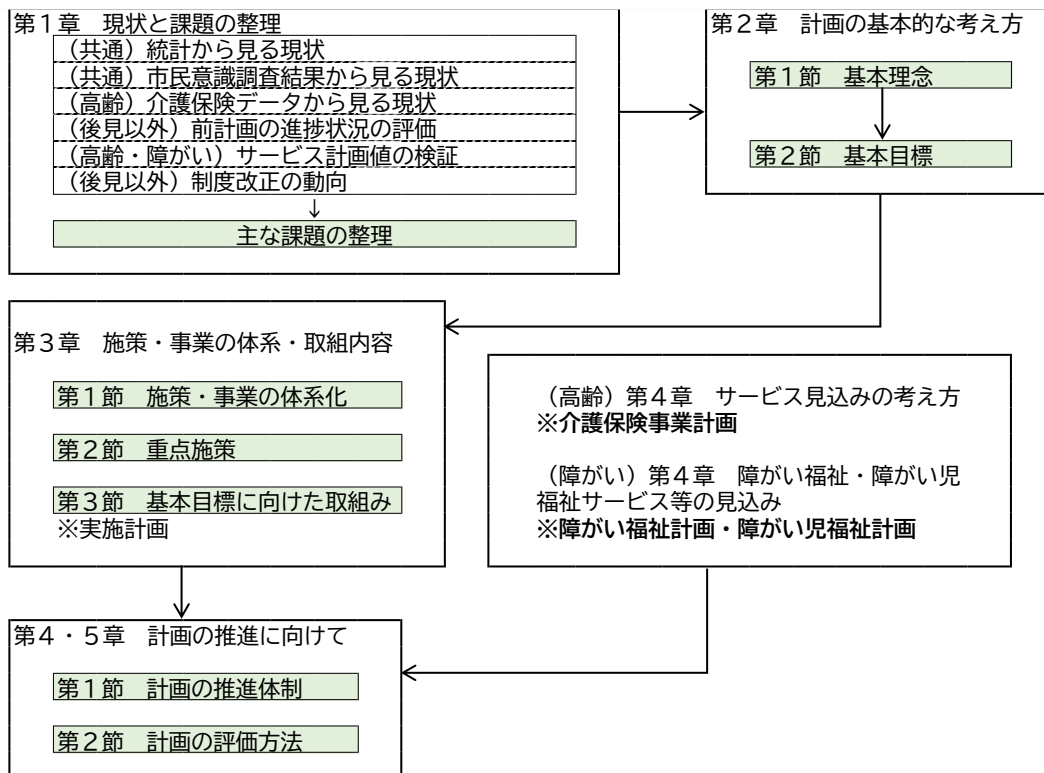 第１章　現状と課題の整理
（共通）統計から見る現状
（共通）市民意識調査結果から見る現状
（高齢）介護保険データから見る現状
（後見以外）前計画の進捗状況の評価
（高齢・障がい）サービス計画値の検証
（後見以外）制度改正の動向
↓
主な課題の整理
第２章　計画の基本的な考え方
第１節　基本理念
第２節　基本目標
第３章　施策・事業の体系・取組内容
第１節　施策・事業の体系化
第２節　重点施策
第３節　基本目標に向けた取組み
※実施計画
（高齢）第４章　サービス見込みの考え方
※介護保険事業計画
（障がい）第４章　障がい福祉・障がい児
福祉サービス等の見込み
※障がい福祉計画・障がい児福祉計画
第４・５章　計画の推進に向けて
第１節　計画の推進体制
第２節　計画の評価方法